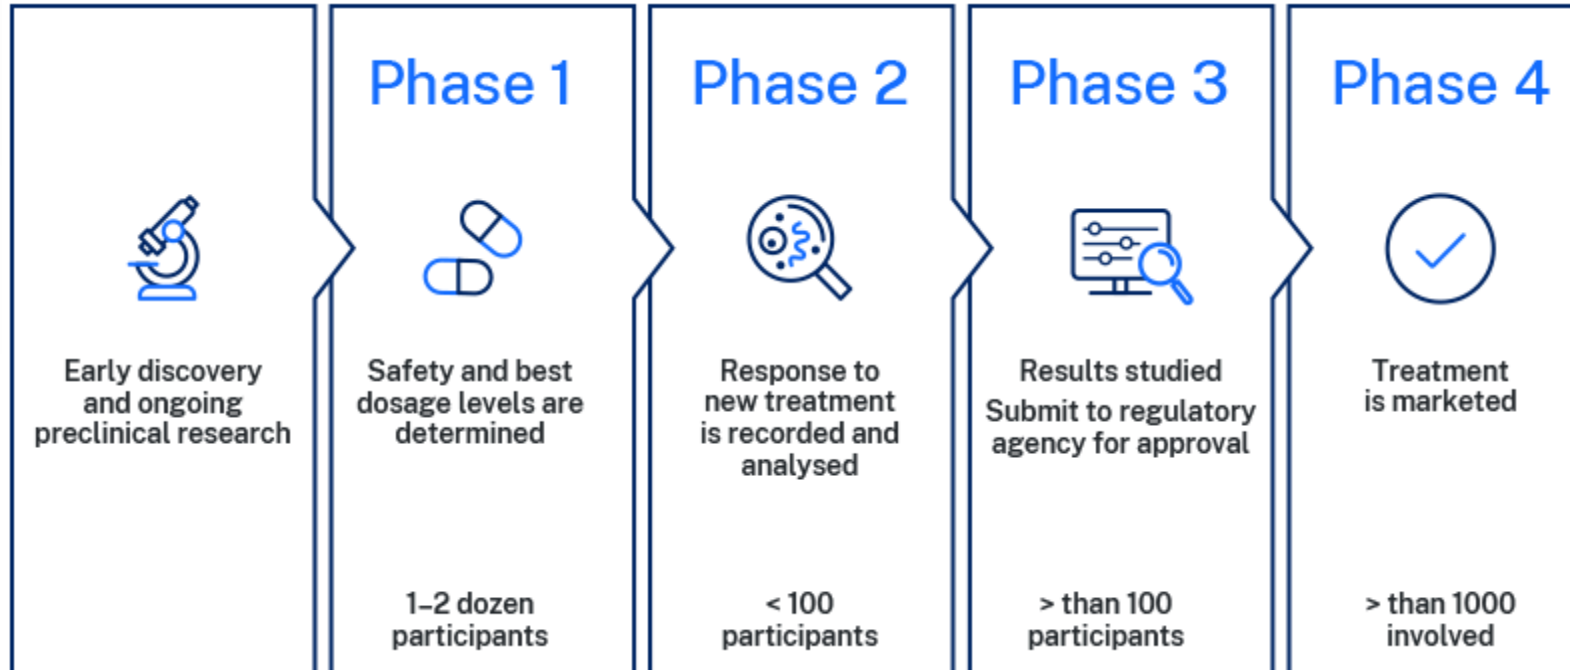 Early discovery
and ongoing
preclinical research
Phase 1
Safety and best
dosage levels are
determined
1–2 dozen
participants
Phase 2
Response to
new treatment
is recorded and
analysed
< 100
participants
Phase 3
Results studied
Submit to regulatory
agency for approval
> than 100
participants
Phase 4
Treatment
is marketed
> than 1000
involved